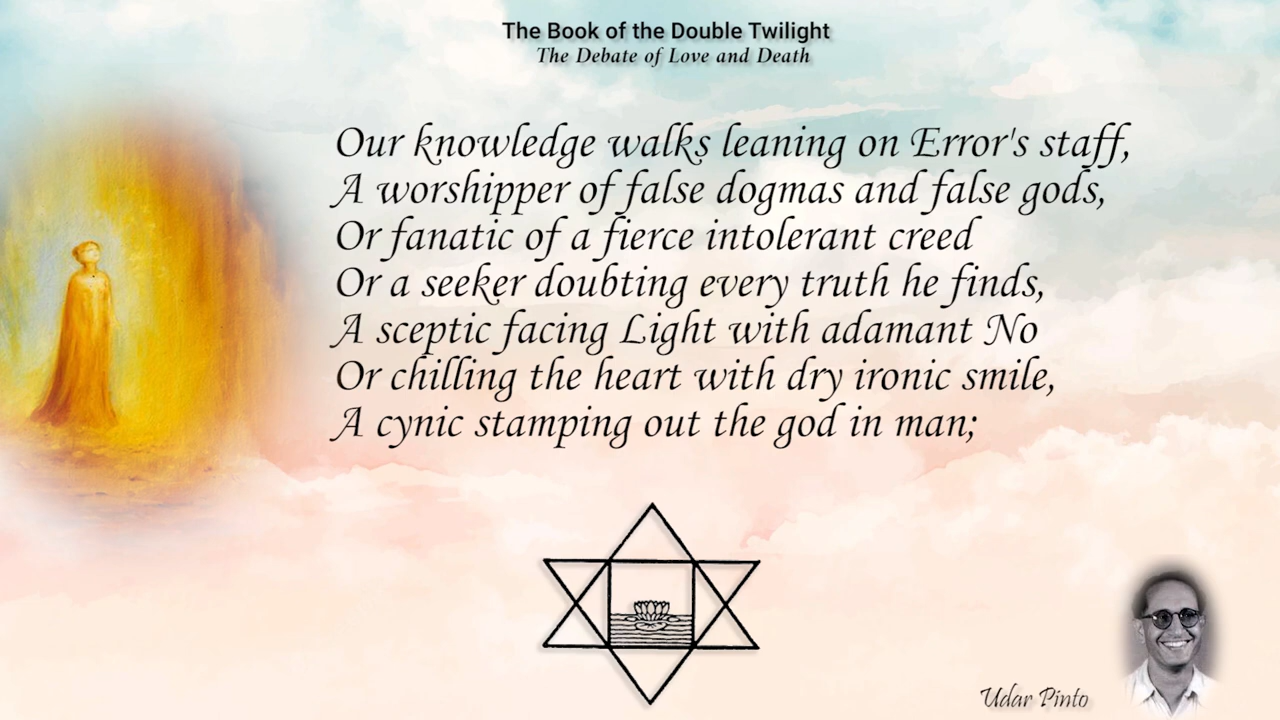 The Book of the Double Twilight
The Debate of Love and Death
Our knowledge walks leaning on Error's staff,
A worshipper of false dogmas and false gods,
Or fanatic of a fierce intolerant creed
Or a seeker doubting every truth he finds,
A sceptic facing Light with adamant No
Or chilling the heart with dry ironic smile,
A cynic stamping out the god in man;
Udar Pinto